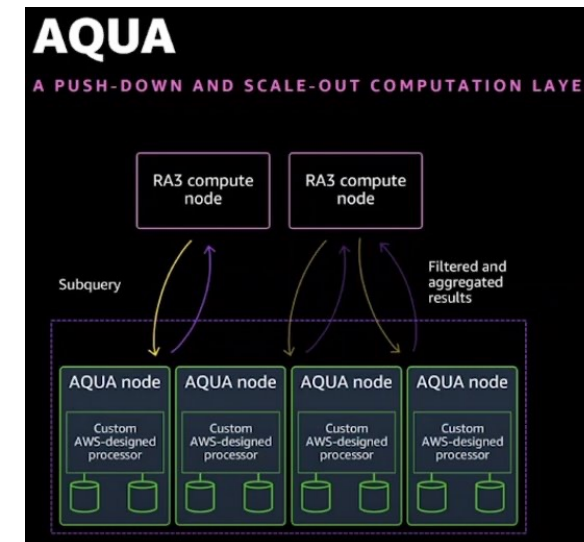 AQUA
A PUSH-DOWN AND SCALE-OUT COMPUTATION LAYE
RA3 compute
node
RA3 compute
node
Subquery
Filtered and
aggregated
results
AQUA node
AQUA node
AQUA node
AQUA node
Custom
AWS-designed
processor
Custom
AWS-designed
processor
Custom
AWS-designed
processor
Custom
AWS-designed
processor